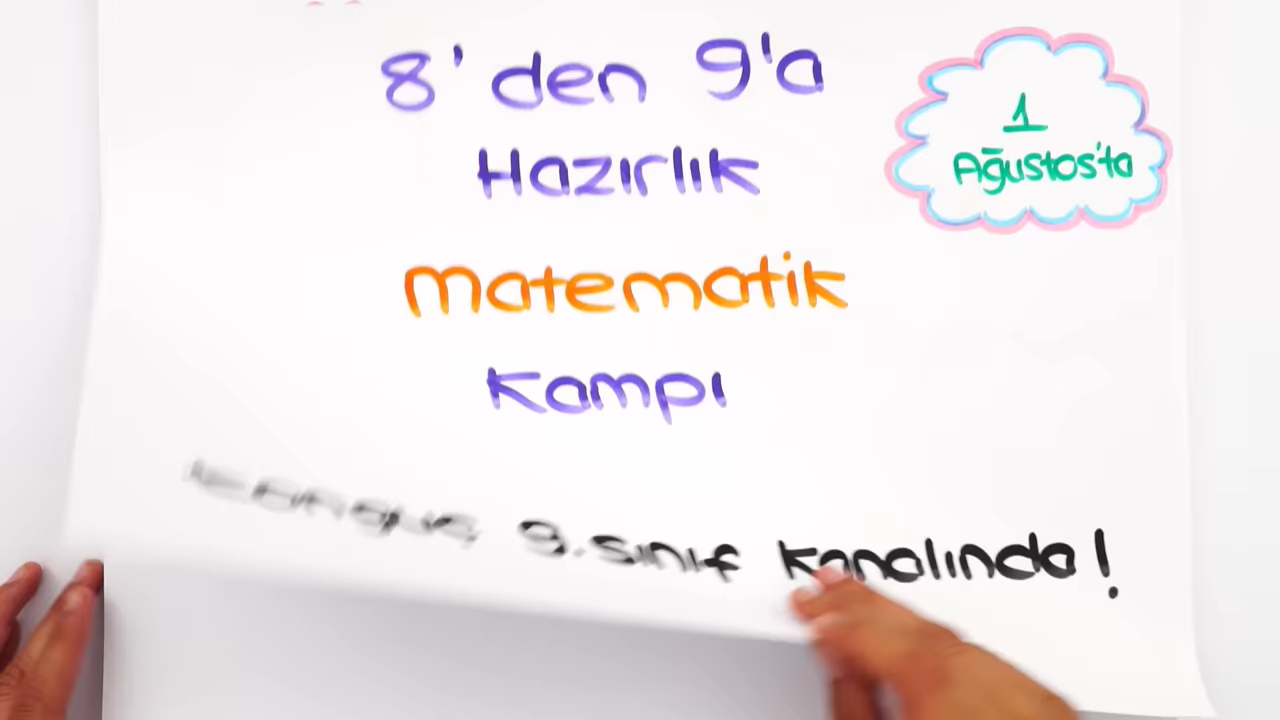 8'den 9'a
Hazırlık
1
Ağustos'ta
matematik
Kampı
9.sınıf kanalında!